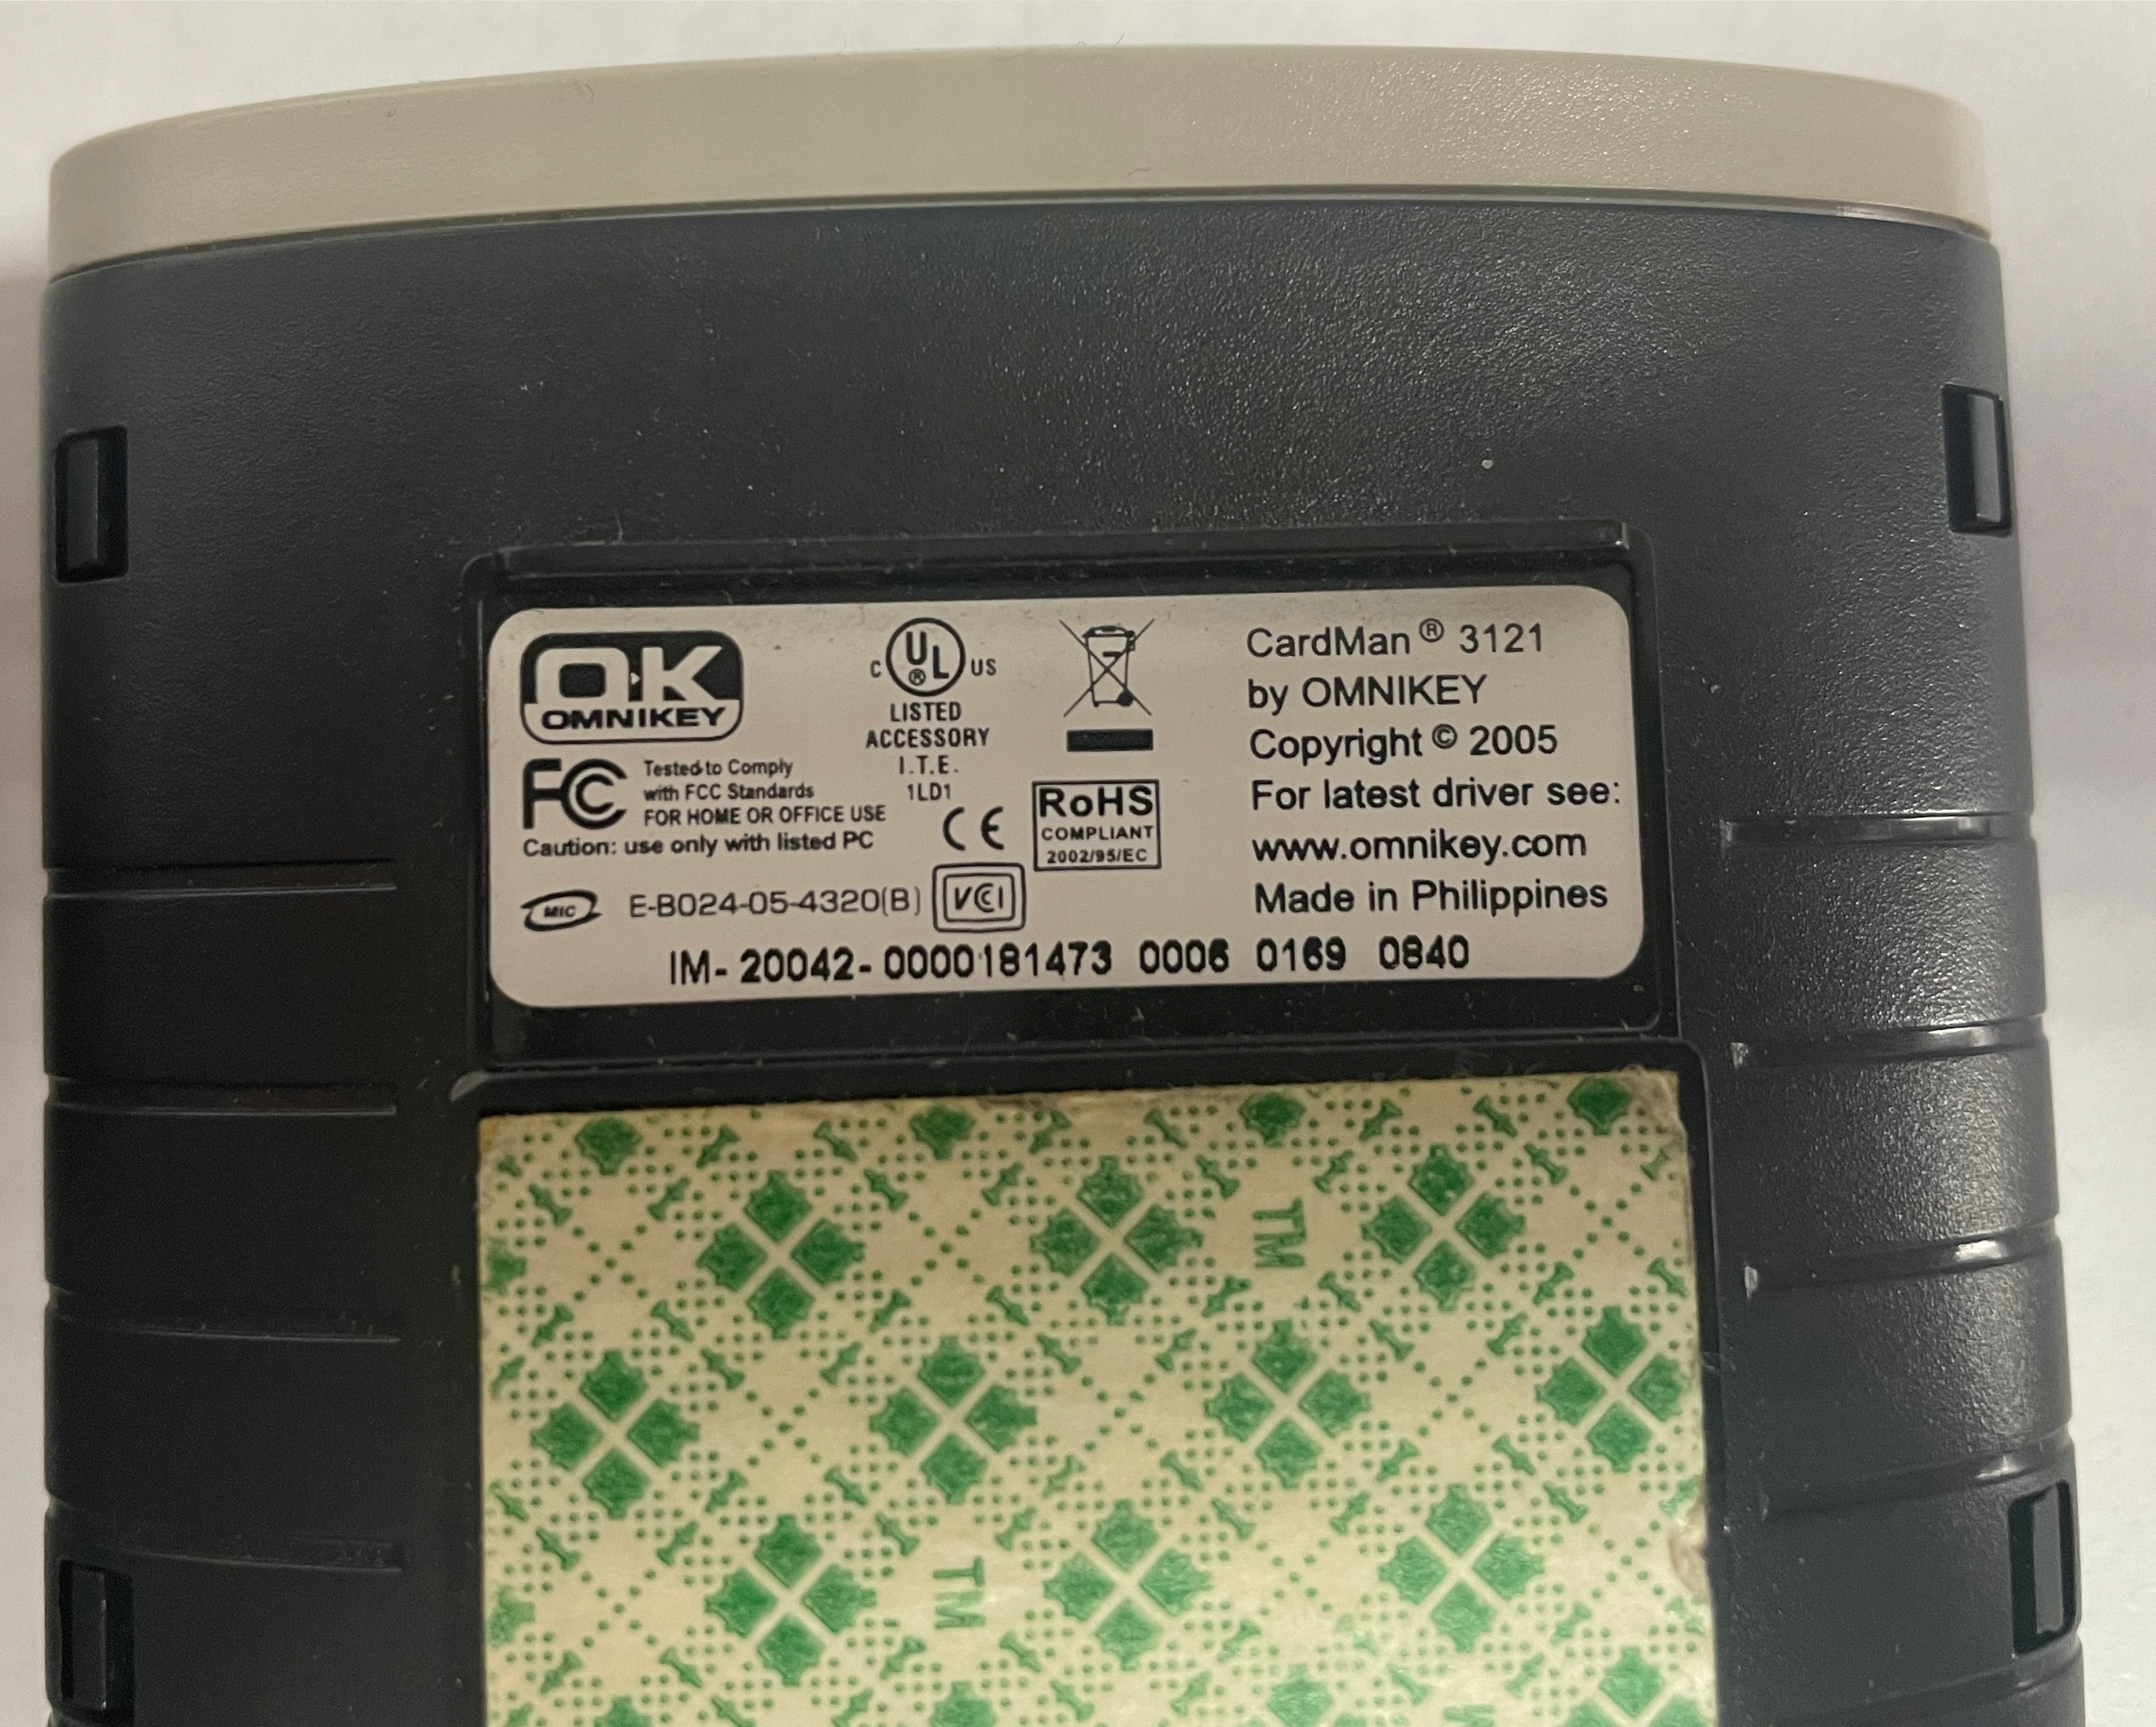 OK
OMNIKEY
FC Tested to Comply
with FCC Standards
FOR HOME OR OFFICE USE
Caution: use only with listed PC
MIC E-B024-05-4320(B) VCCI
C UL ® US
LISTED
ACCESSORY
I.T.E.
1LD1
CE
RoHS
COMPLIANT
2002/95/EC
CardMan® 3121
by OMNIKEY
Copyright © 2005
For latest driver see:
www.omnikey.com
Made in Philippines
IM-20042-0000181473 0006 0169 0840
TM
TM